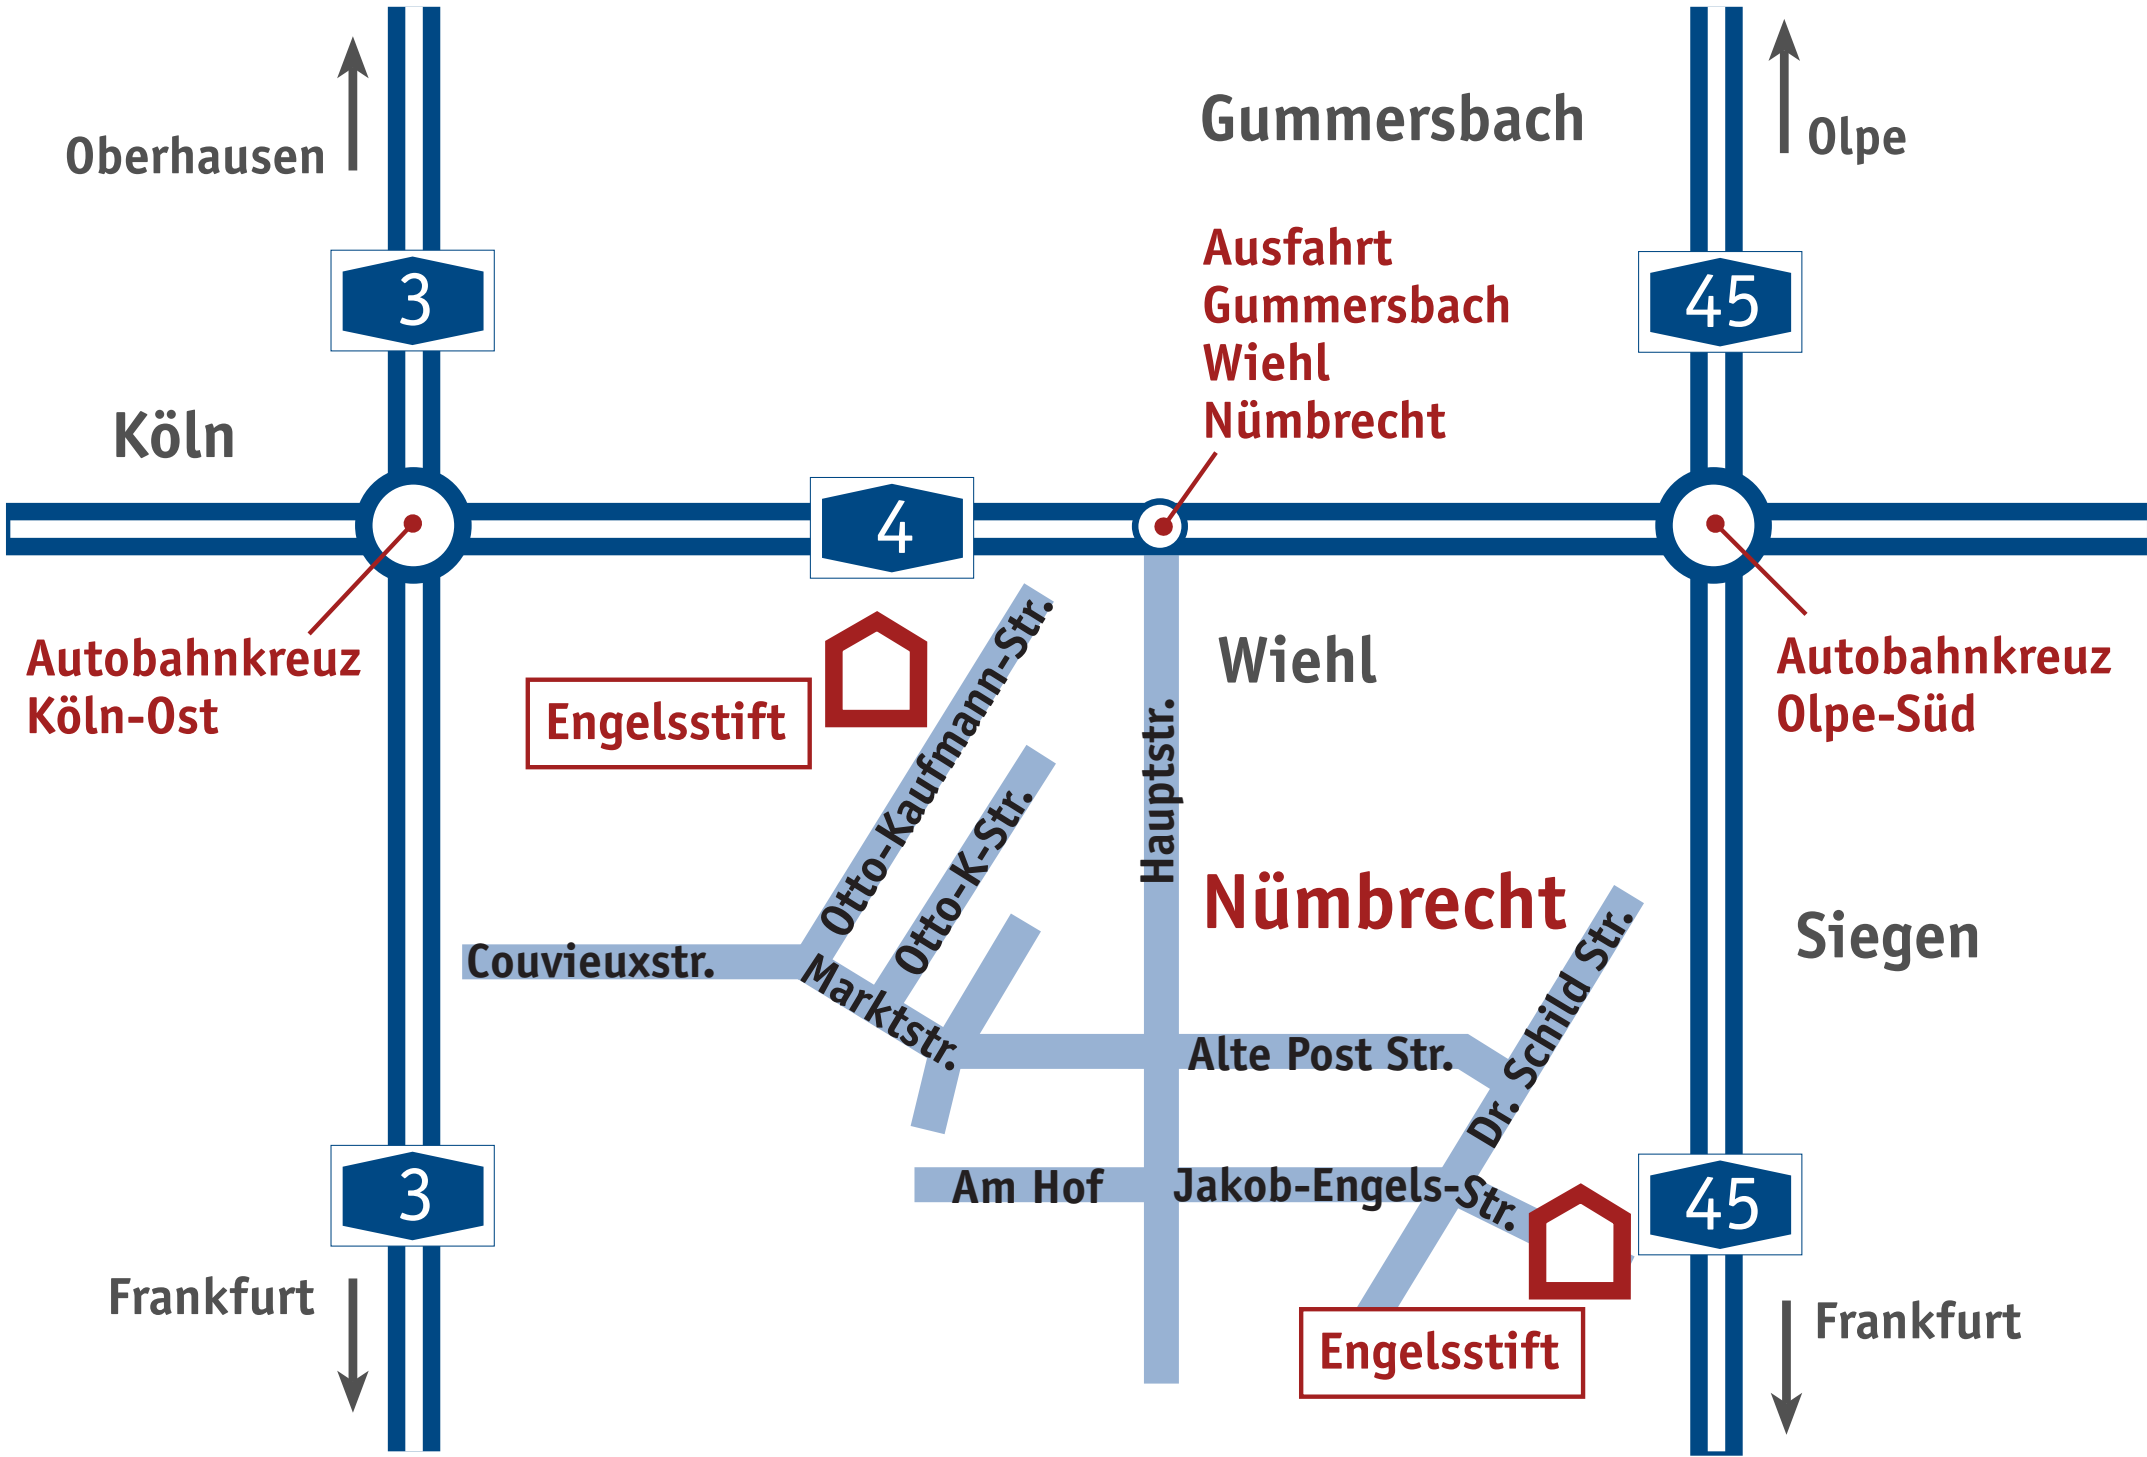 Gummersbach
Olpe
Oberhausen
Ausfahrt
Gummersbach
Wiehl
Nümbrecht
3
45
Köln
4
Autobahnkreuz
Köln-Ost
Engelsstift
Otto-Kaufmann-Str.
Otto-K-Str.
Hauptstr.
Wiehl
Autobahnkreuz
Olpe-Süd
Nümbrecht
Siegen
Couvieuxstr.
Marktstr.
Alte Post Str.
Dr. Schild Str.
Am Hof
Jakob-Engels-Str.
3
45
Frankfurt
Engelsstift
Frankfurt